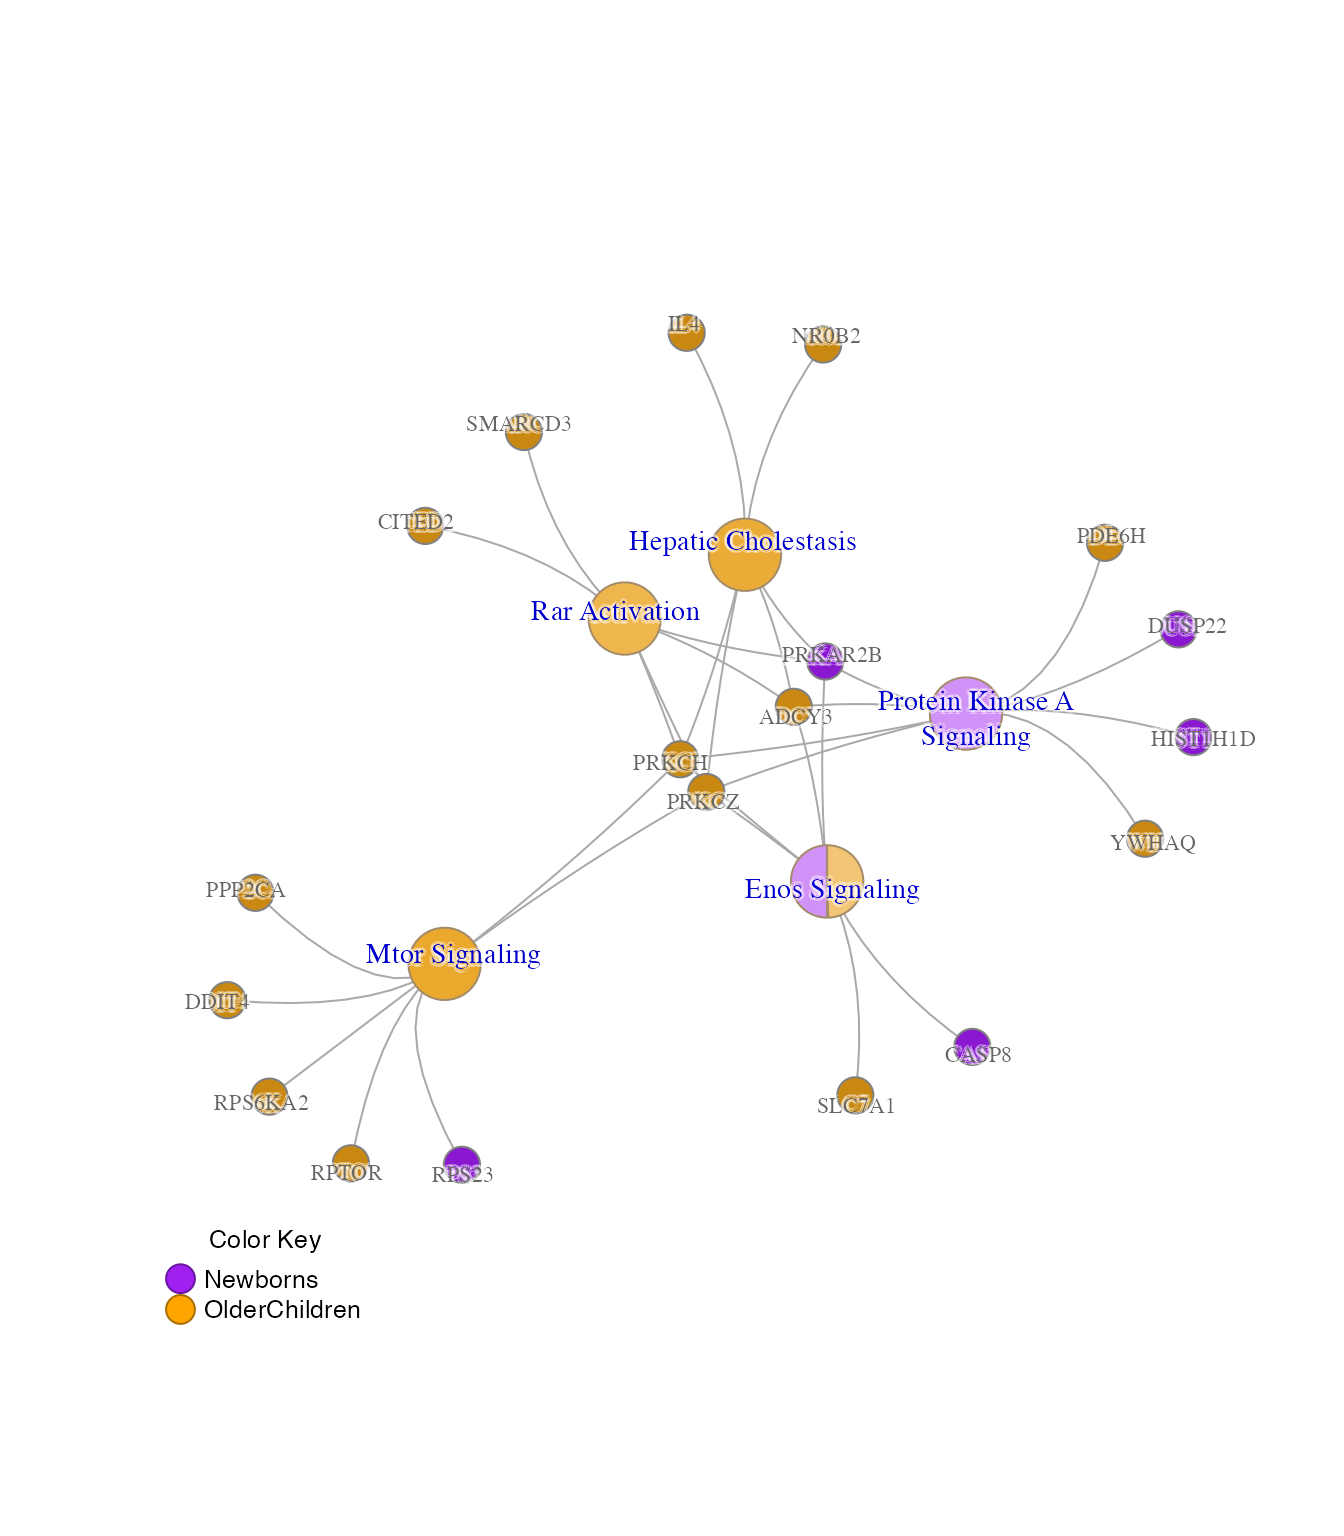 IL4
NR0B2
SMARCD3
CITED2
Hepatic Cholestasis
PDE6H
Rar Activation
DUSP22
PRKAR2B
Protein Kinase A
Signaling
ADCY3
HIST1H1D
PRKCH
PRKCZ
YWHAQ
PPP2CA
Enos Signaling
Mtor Signaling
DDIT4
CASP8
RPS6KA2
SLC7A1
RPTOR
RPS23
Color Key
Newborns
OlderChildren